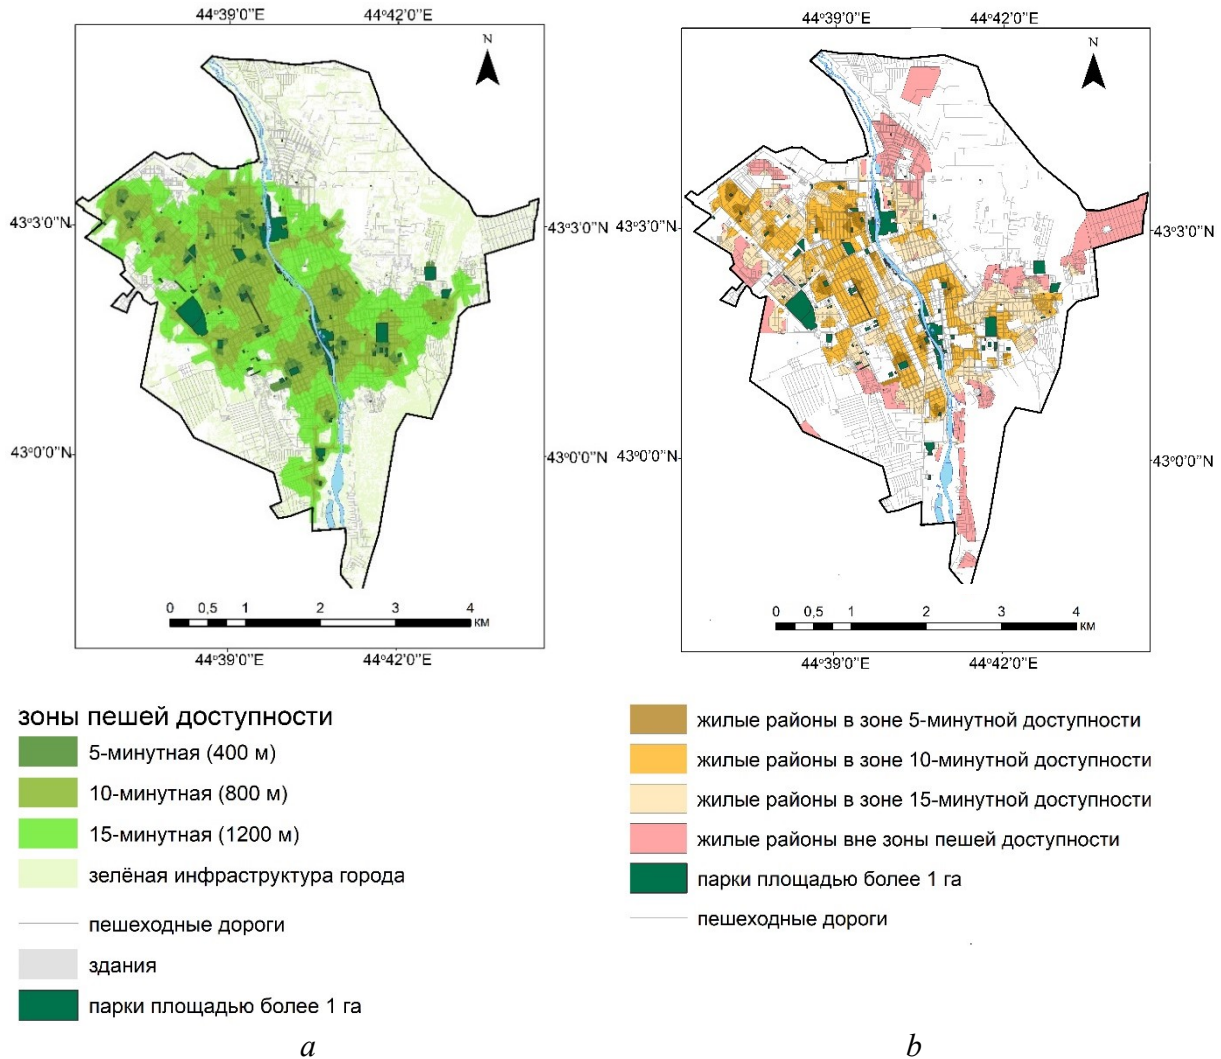 44°39'0''E
44°42'0''E
N
43°3'0''N
43°3'0''N
43°0'0''N
43°0'0''N
0 0,5 1 2 3 4
км
44°39'0''E
44°42'0''E
зоны пешей доступности
5-минутная (400 м)
10-минутная (800 м)
15-минутная (1200 м)
зелёная инфраструктура города
пешеходные дороги
здания
парки площадью более 1 га
a
44°39'0''E
44°42'0''E
N
43°3'0''N
43°3'0''N
43°0'0''N
43°0'0''N
0 0,5 1 2 3 4
км
44°39'0''E
44°42'0''E
жилые районы в зоне 5-минутной доступности
жилые районы в зоне 10-минутной доступности
жилые районы в зоне 15-минутной доступности
жилые районы вне зоны пешей доступности
парки площадью более 1 га
пешеходные дороги
b